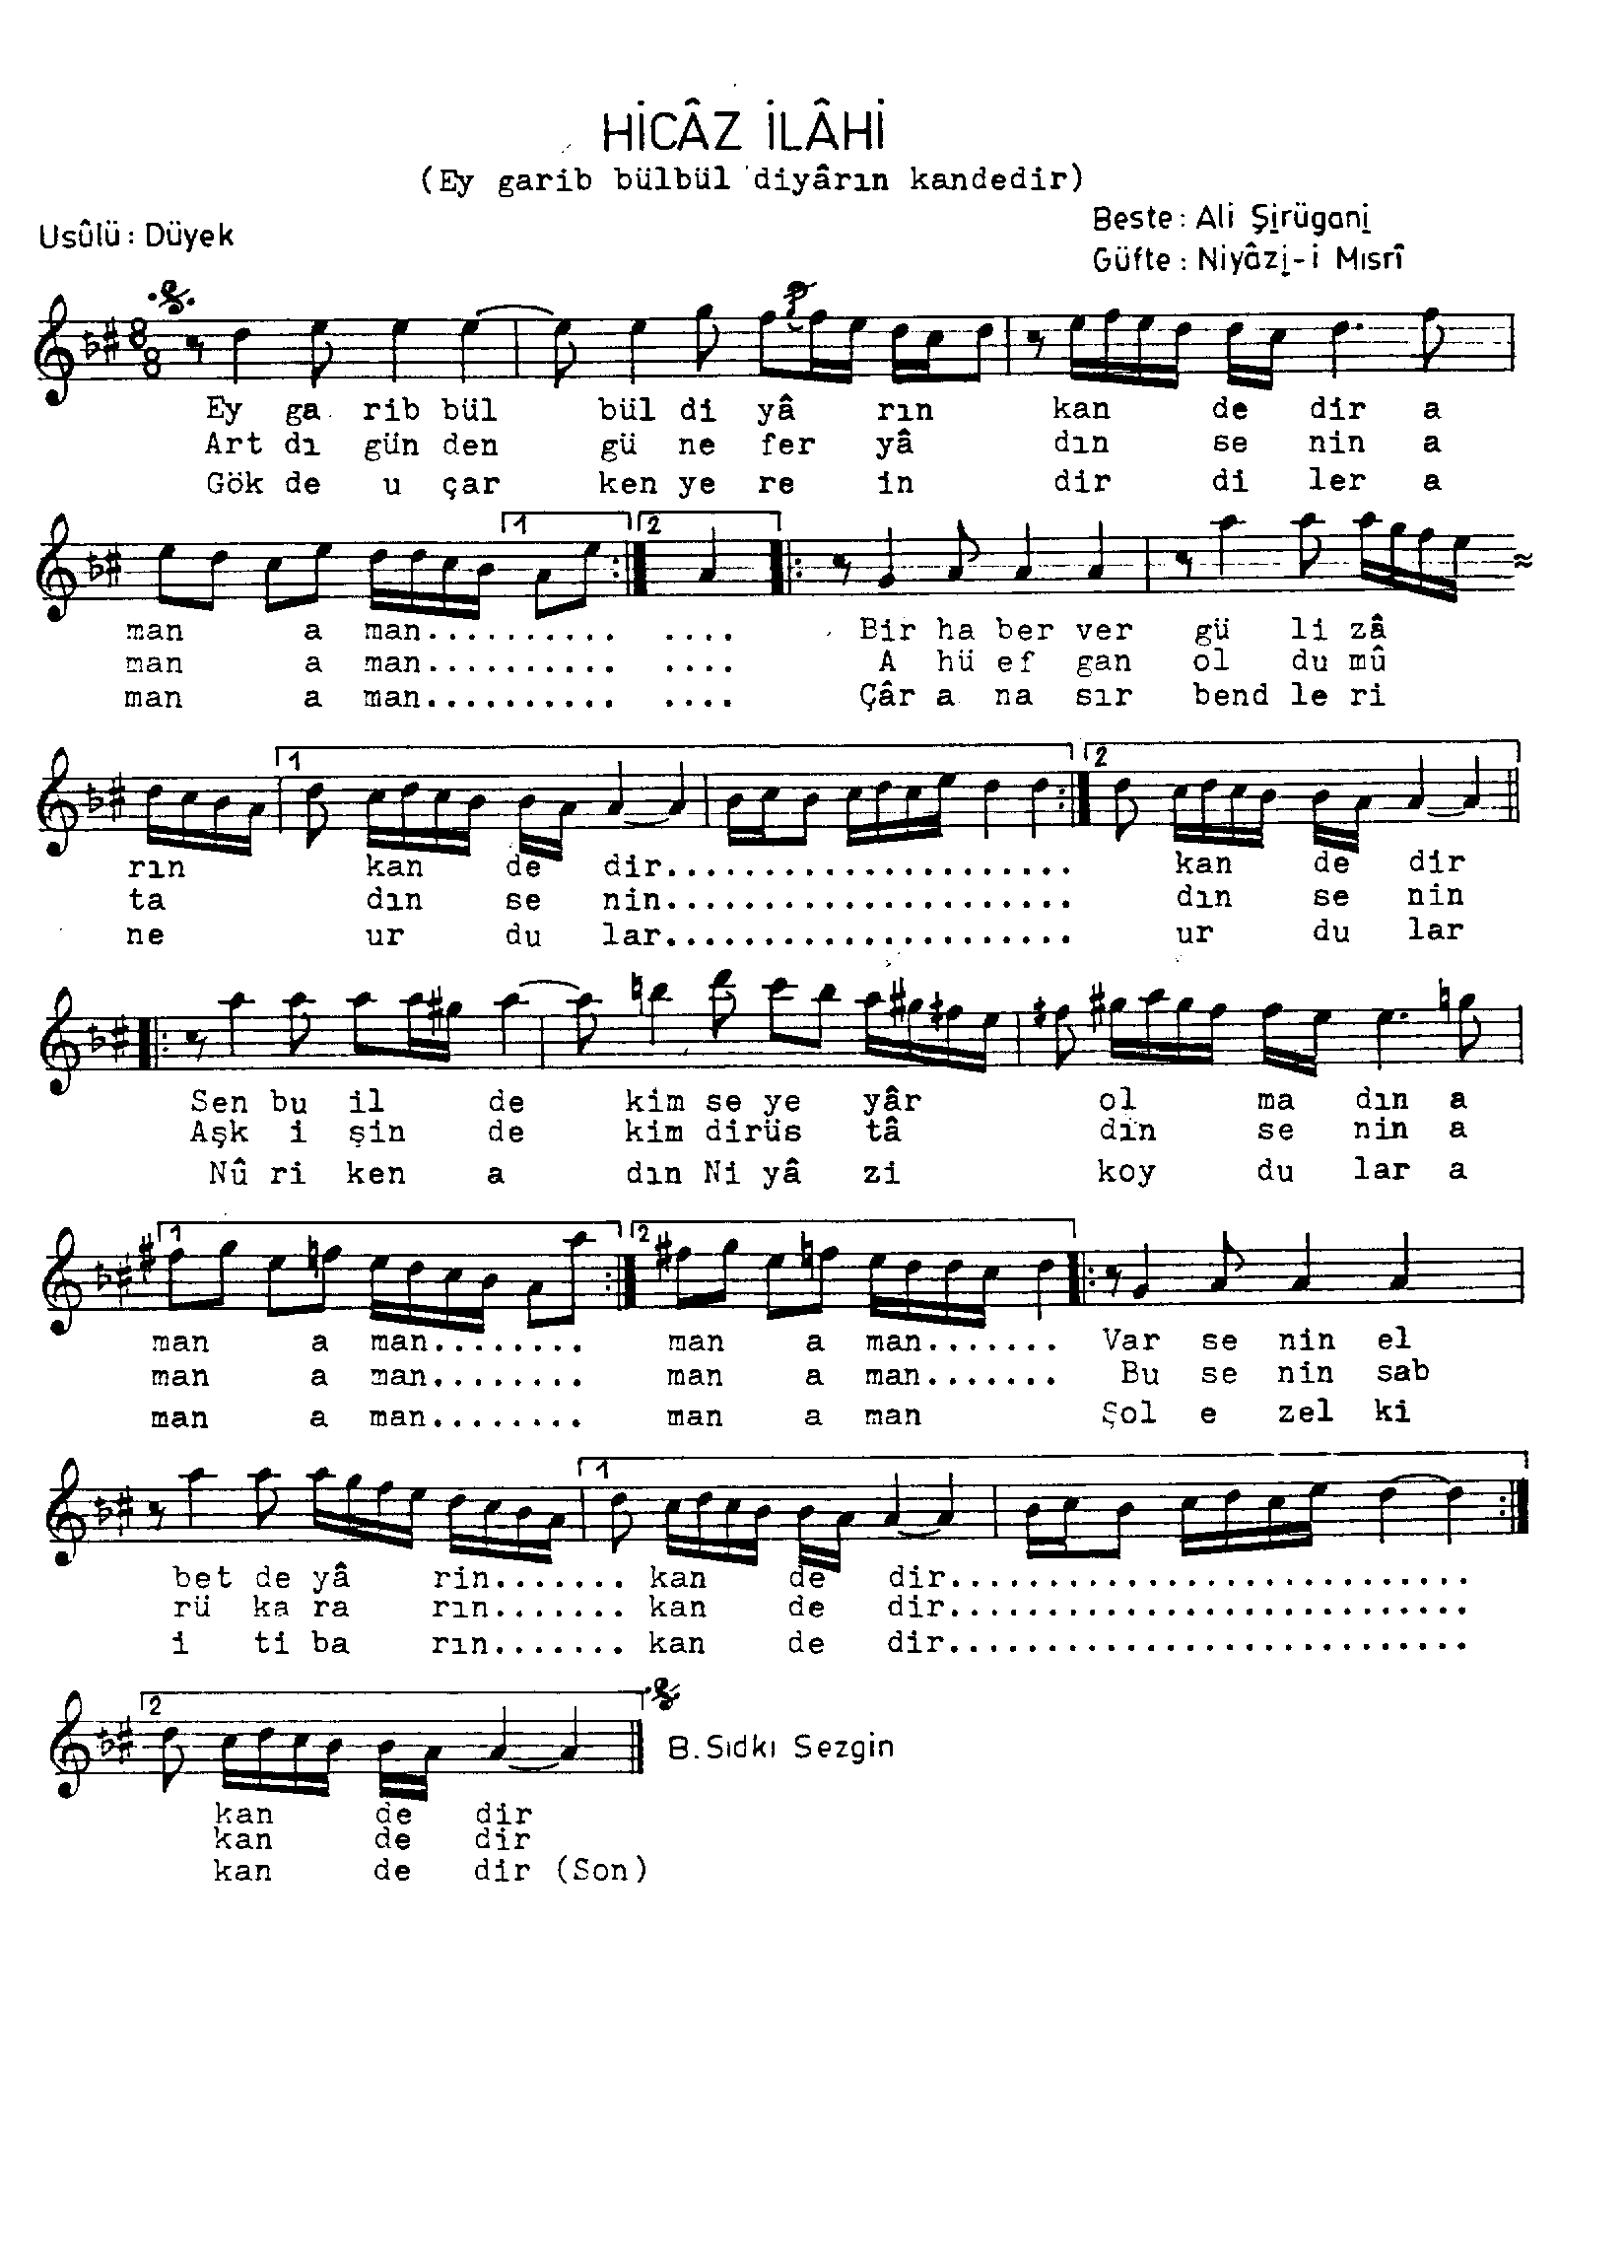 HİCÂZ İLÂHİ
(Ey garib bülbül diyârın kandedir)
Usûlü : Düyek
Beste : Ali Şirügani
Güfte : Niyâzi-i Mısrî
8
8
Ey ga rib bül bül di yâ rın kan de dir a
Art dı gün den gü ne fer yâ dın se nin a
Gök de u çar ken ye re in dir di ler a
1 2
man a man.......... .... Bir ha ber ver gü li zâ
man a man.......... .... A hü ef gan ol du mû
man a man.......... .... Çâr a na sır bend le ri
1 2
rın kan de dir..................... kan de dir
ta dın se nin..................... dın se nin
ne ur du lar..................... ur du lar
Sen bu il de kim se ye yâr ol ma dın a
Aşk i şin de kim dirüs tâ dın se nin a
Nû ri ken a dın Ni yâ zi koy du lar a
1 2
man a man........ man a man....... Var se nin el
man a man........ man a man....... Bu se nin sab
man a man........ man a man Şol e zel ki
1
bet de yâ rin....... kan de dir...........................
rü ka ra rın....... kan de dir...........................
i ti ba rın....... kan de dir...........................
2
B. Sıdkı Sezgin
kan de dir
kan de dir
kan de dir (Son)